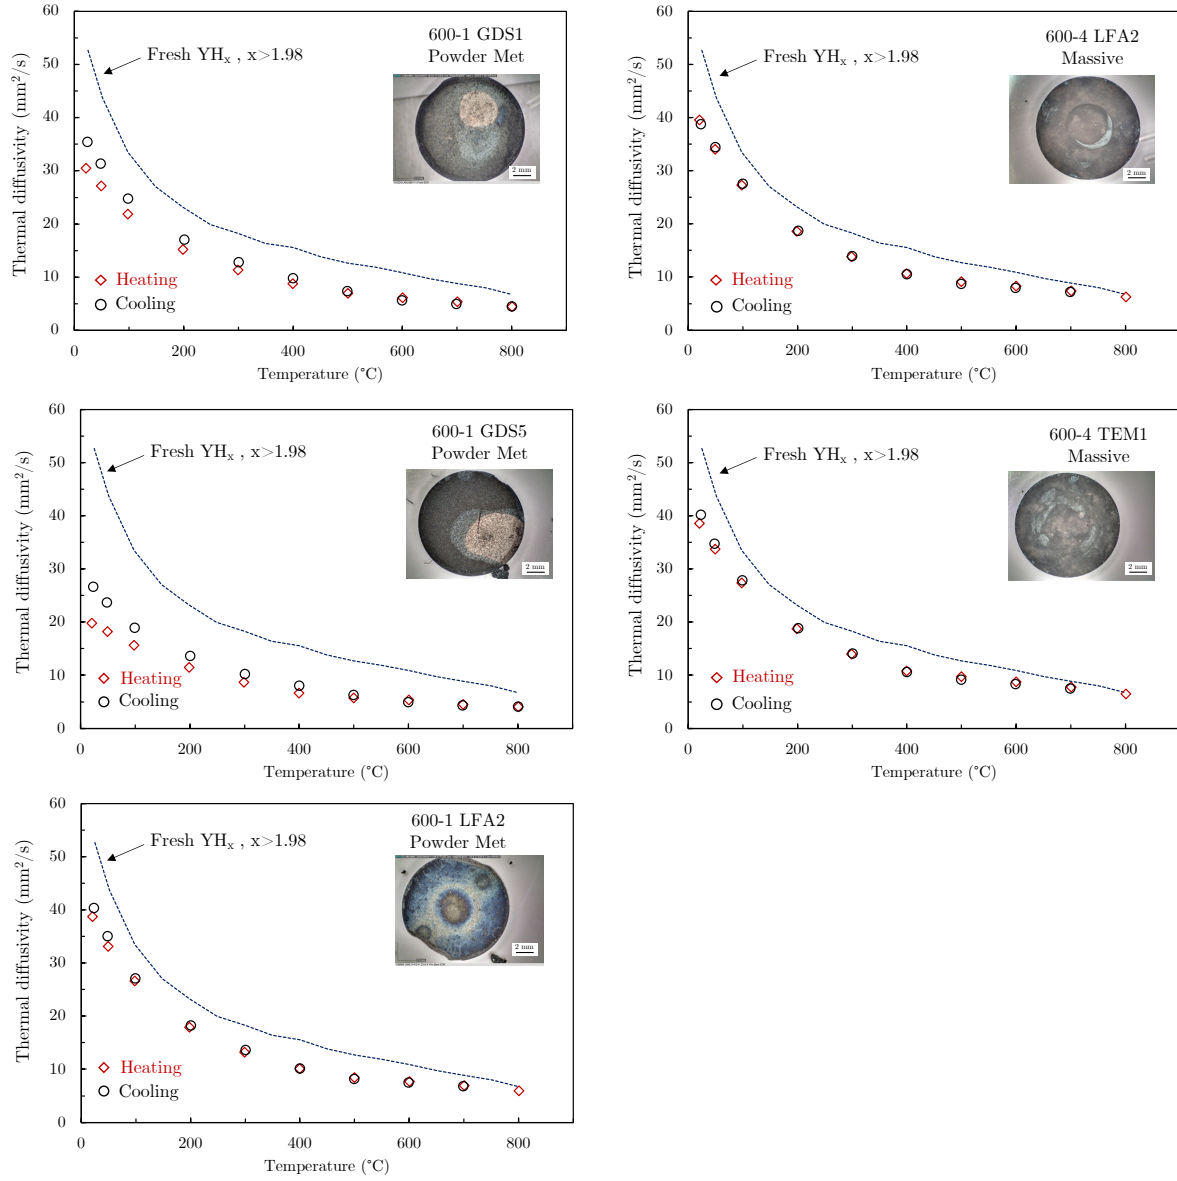 600-1 GDS1
Powder Met
Fresh YHₓ , x>1.98
2 mm
Heating
Cooling
Thermal diffusivity (mm²/s)
60
50
40
30
20
10
0
0 200 400 600 800
Temperature (°C)
600-4 LFA2
Massive
Fresh YHₓ , x>1.98
2 mm
Heating
Cooling
Thermal diffusivity (mm²/s)
60
50
40
30
20
10
0
0 200 400 600 800
Temperature (°C)
600-1 GDS5
Powder Met
Fresh YHₓ , x>1.98
2 mm
Heating
Cooling
Thermal diffusivity (mm²/s)
60
50
40
30
20
10
0
0 200 400 600 800
Temperature (°C)
600-4 TEM1
Massive
Fresh YHₓ , x>1.98
2 mm
Heating
Cooling
Thermal diffusivity (mm²/s)
60
50
40
30
20
10
0
0 200 400 600 800
Temperature (°C)
600-1 LFA2
Powder Met
Fresh YHₓ , x>1.98
2 mm
Heating
Cooling
Thermal diffusivity (mm²/s)
60
50
40
30
20
10
0
0 200 400 600 800
Temperature (°C)